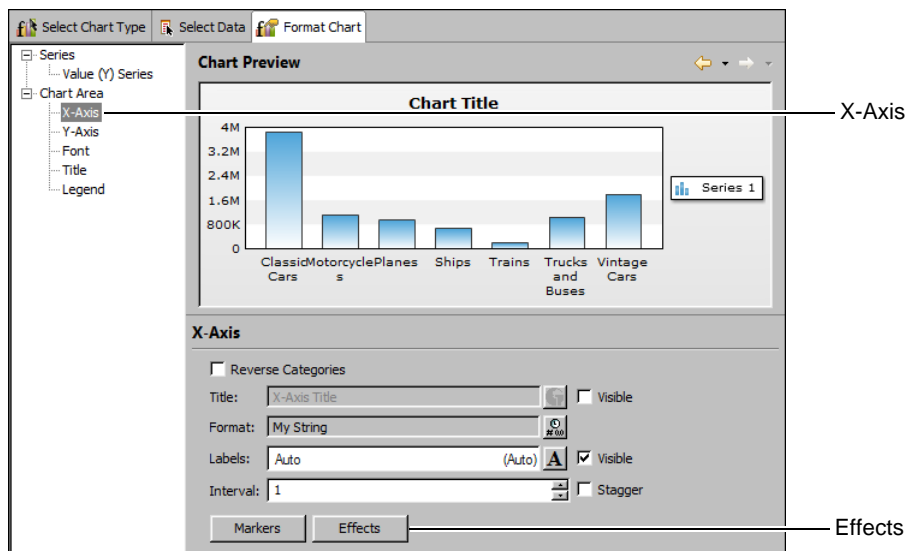 Select Chart Type Select Data Format Chart
Series
Value (Y) Series
Chart Area
X-Axis
Y-Axis
Font
Title
Legend
Chart Preview
Chart Title
4M
3.2M
2.4M
1.6M
800K
0
Classic Motorcycle Planes Ships Trains Trucks Vintage
Cars s and Cars
Buses
Series 1
X-Axis
X-Axis
Reverse Categories
Title: X-Axis Title Visible
Format: My String
Labels: Auto (Auto) A Visible
Interval: 1 Stagger
Markers Effects
Effects